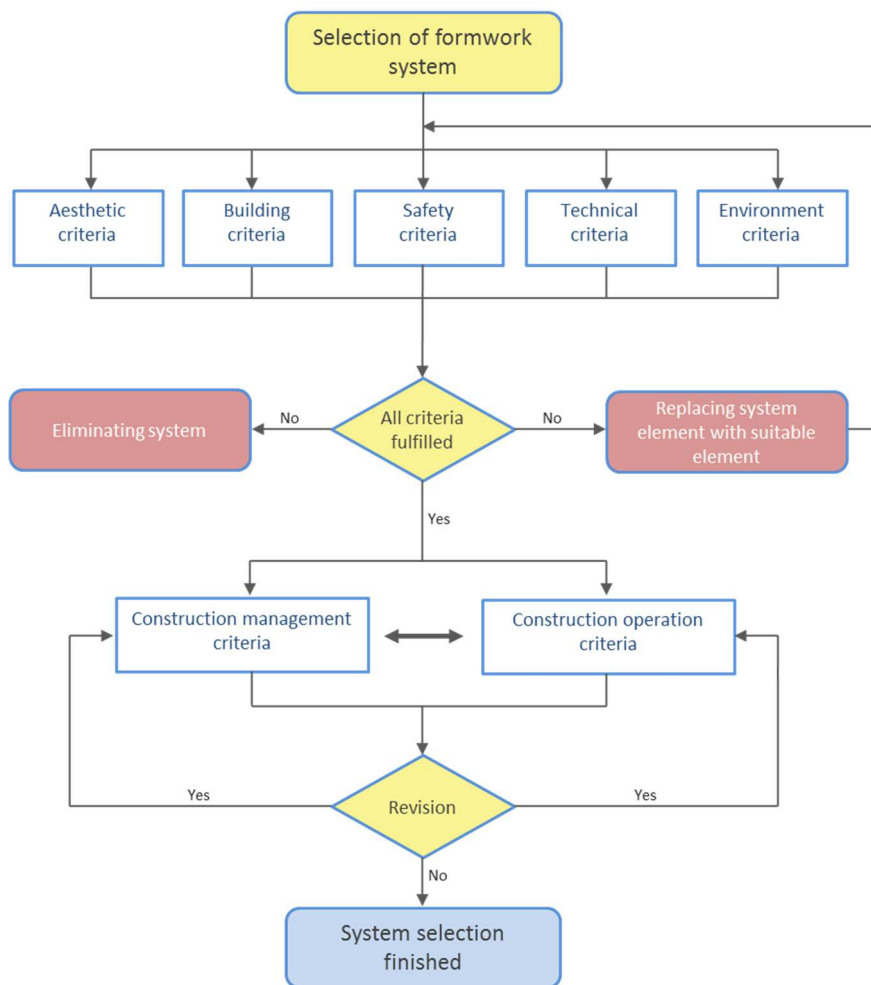 Selection of formwork
system
Aesthetic
criteria
Building
criteria
Safety
criteria
Technical
criteria
Environment
criteria
Eliminating system
No
All criteria
fulfilled
No
Replacing system
element with suitable
element
Yes
Construction management
criteria
Construction operation
criteria
Yes
Revision
Yes
No
System selection
finished